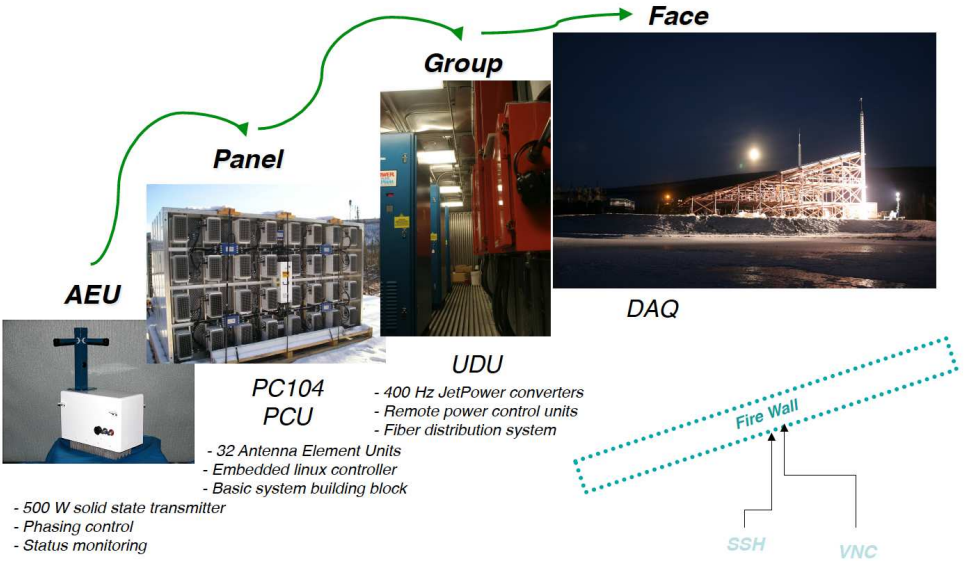 Face
Group
Panel
AEU
DAQ
UDU
- 400 Hz JetPower converters
- Remote power control units
- Fiber distribution system
PC104
PCU
- 32 Antenna Element Units
- Embedded linux controller
- Basic system building block
- 500 W solid state transmitter
- Phasing control
- Status monitoring
Fire Wall
SSH
VNC